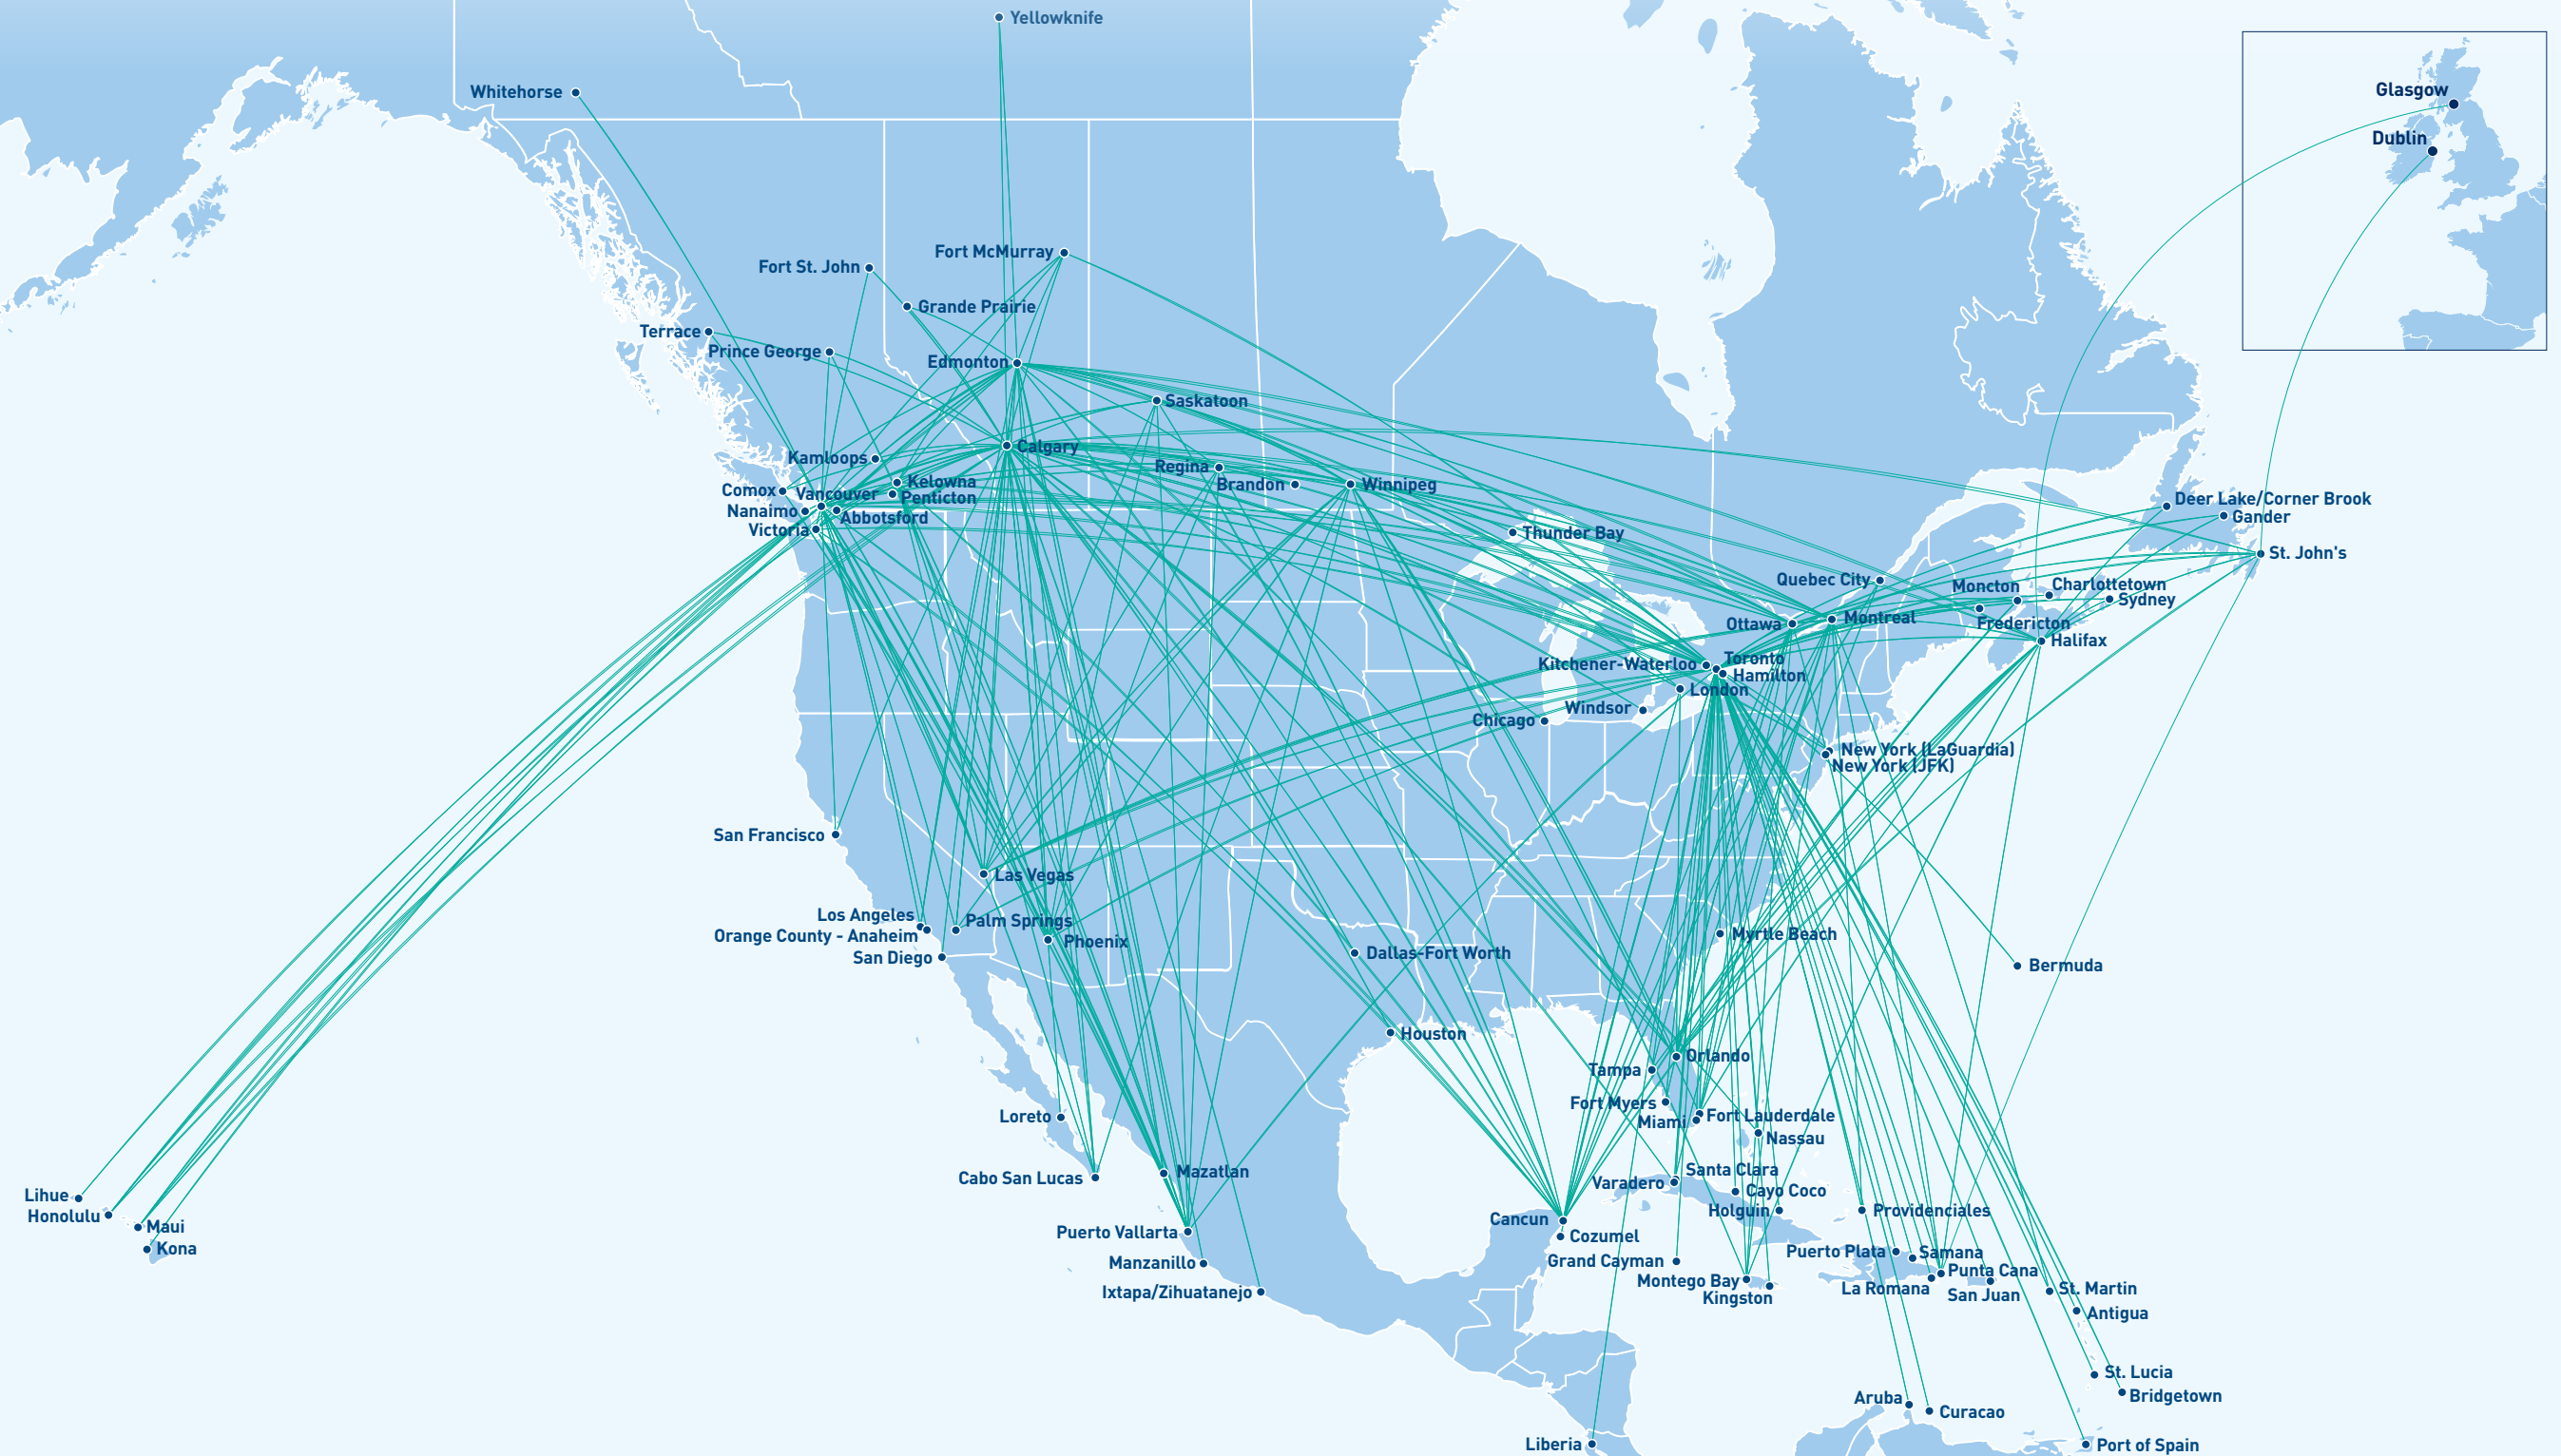 Yellowknife
Whitehorse
Glasgow
Dublin
Fort McMurray
Fort St. John
Grande Prairie
Terrace
Prince George
Edmonton
Saskatoon
Calgary
Kamloops
Regina
Kelowna
Brandon
Winnipeg
Comox
Vancouver
Penticton
Nanaimo
Abbotsford
Victoria
Thunder Bay
Deer Lake/Corner Brook
Gander
St. John's
Quebec City
Moncton
Charlottetown
Sydney
Ottawa
Montreal
Fredericton
Halifax
Kitchener-Waterloo
Toronto
Hamilton
London
Windsor
Chicago
New York (LaGuardia)
New York (JFK)
San Francisco
Las Vegas
Los Angeles
Palm Springs
Orange County - Anaheim
Phoenix
San Diego
Myrtle Beach
Dallas-Fort Worth
Bermuda
Houston
Orlando
Tampa
Fort Myers
Loreto
Miami
Fort Lauderdale
Nassau
Cabo San Lucas
Mazatlan
Santa Clara
Varadero
Cayo Coco
Lihue
Honolulu
Maui
Kona
Holguin
Providenciales
Cancun
Puerto Vallarta
Cozumel
Manzanillo
Grand Cayman
Puerto Plata
Samana
Punta Cana
Montego Bay
La Romana
San Juan
St. Martin
Ixtapa/Zihuatanejo
Kingston
Antigua
St. Lucia
Bridgetown
Aruba
Curacao
Liberia
Port of Spain